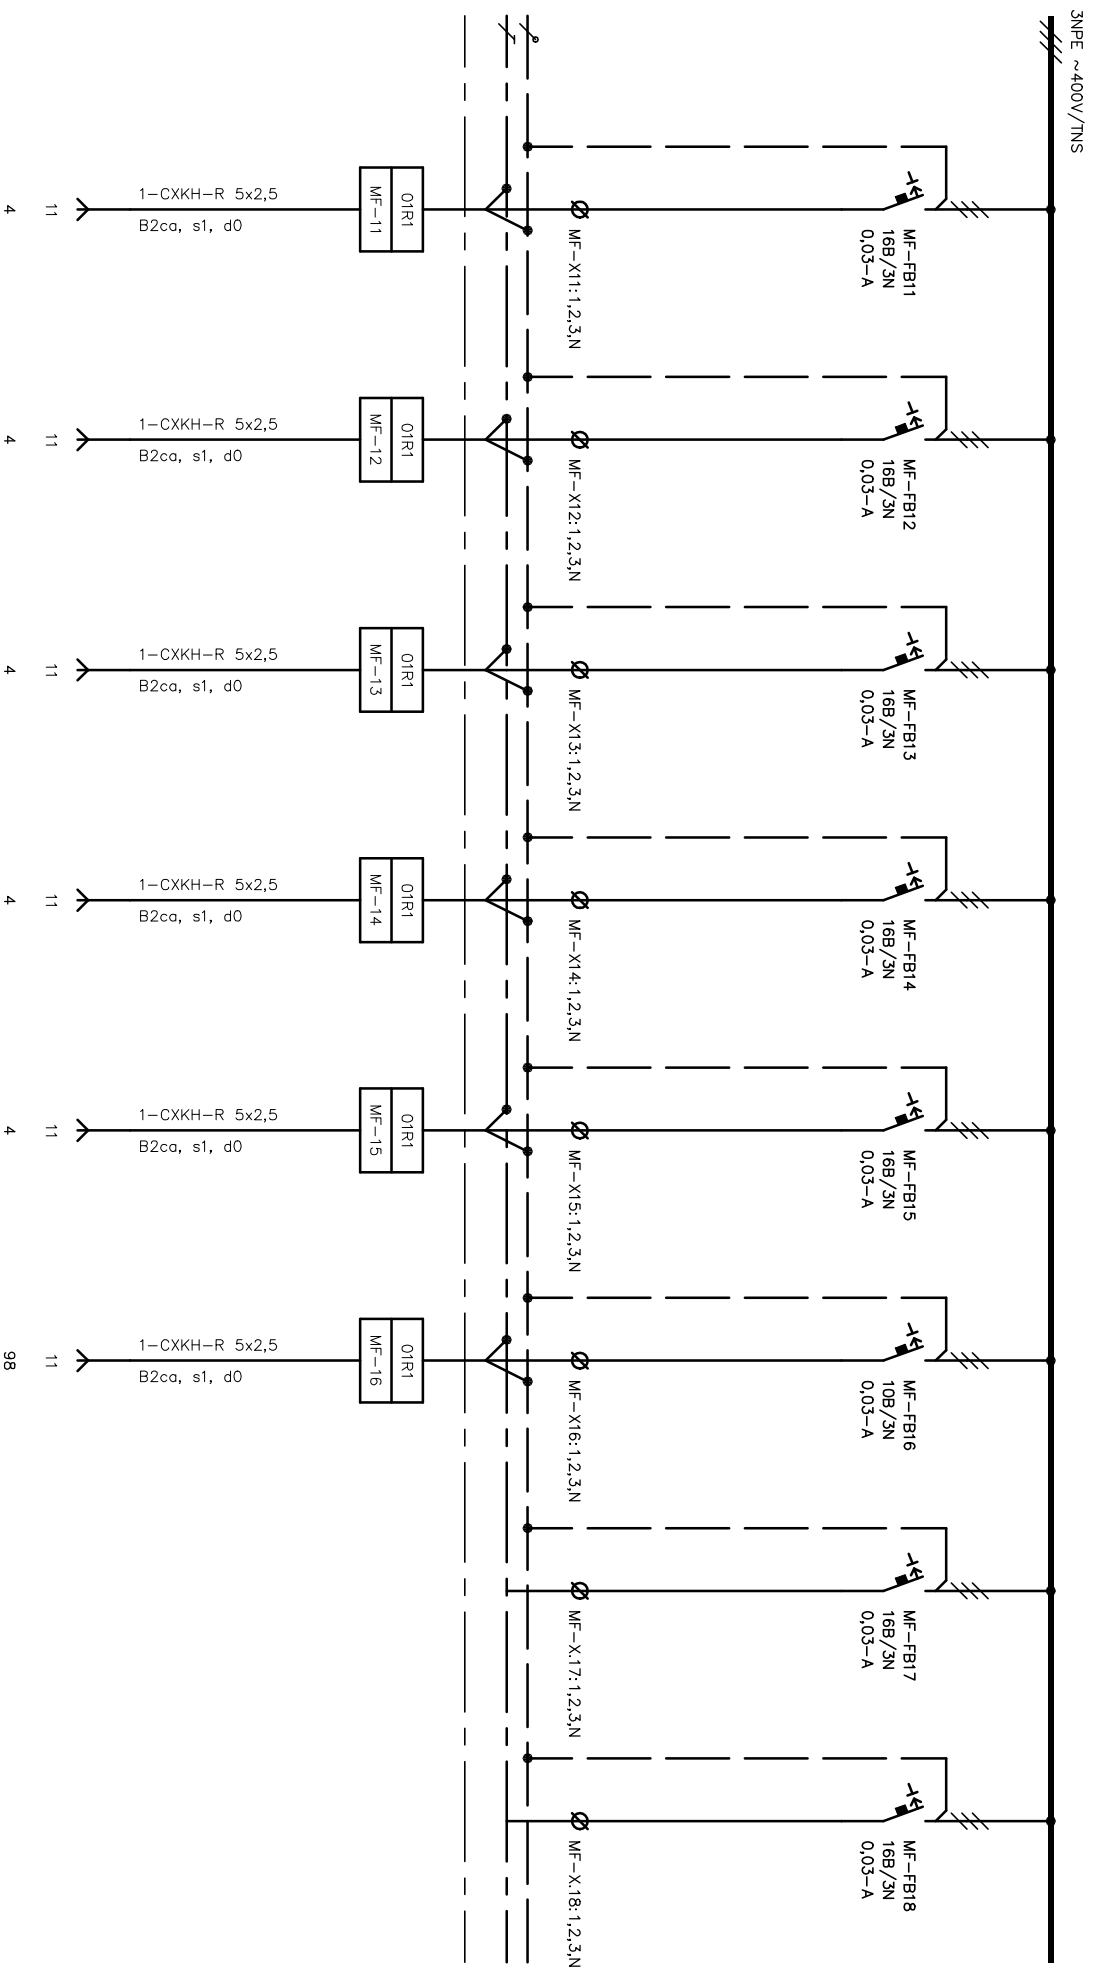 3NPE ~400V/TNS
MF-FB11
16B/3N
0,03-A
MF-X11:1,2,3,N
01R1
MF-11
1-CXKH-R 5x2,5
B2ca, s1, d0
11
4
MF-FB12
16B/3N
0,03-A
MF-X12:1,2,3,N
01R1
MF-12
1-CXKH-R 5x2,5
B2ca, s1, d0
11
4
MF-FB13
16B/3N
0,03-A
MF-X13:1,2,3,N
01R1
MF-13
1-CXKH-R 5x2,5
B2ca, s1, d0
11
4
MF-FB14
16B/3N
0,03-A
MF-X14:1,2,3,N
01R1
MF-14
1-CXKH-R 5x2,5
B2ca, s1, d0
11
4
MF-FB15
16B/3N
0,03-A
MF-X15:1,2,3,N
01R1
MF-15
1-CXKH-R 5x2,5
B2ca, s1, d0
11
4
MF-FB16
10B/3N
0,03-A
MF-X16:1,2,3,N
01R1
MF-16
1-CXKH-R 5x2,5
B2ca, s1, d0
11
98
MF-FB17
16B/3N
0,03-A
MF-X.17:1,2,3,N
MF-FB18
16B/3N
0,03-A
MF-X.18:1,2,3,N